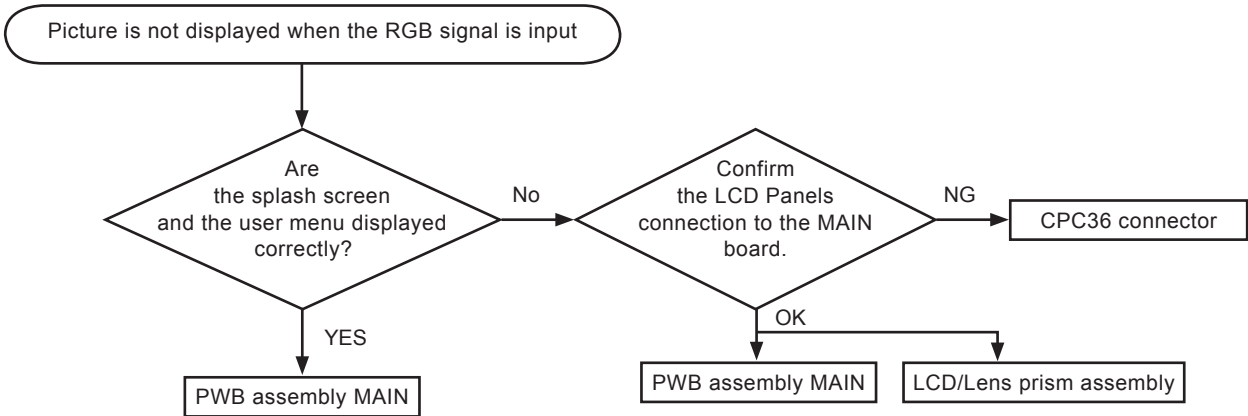 Picture is not displayed when the RGB signal is input
Are
the splash screen
and the user menu displayed
correctly?
No
Confirm
the LCD Panels
connection to the MAIN
board.
NG
CPC36 connector
YES
OK
PWB assembly MAIN
PWB assembly MAIN
LCD/Lens prism assembly